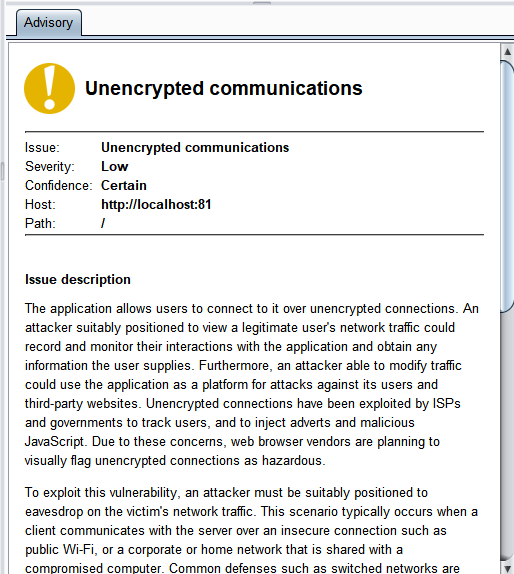 Advisory
Unencrypted communications
Issue: Unencrypted communications
Severity: Low
Confidence: Certain
Host: http://localhost:81
Path: /
Issue description
The application allows users to connect to it over unencrypted connections. An
attacker suitably positioned to view a legitimate user's network traffic could
record and monitor their interactions with the application and obtain any
information the user supplies. Furthermore, an attacker able to modify traffic
could use the application as a platform for attacks against its users and
third-party websites. Unencrypted connections have been exploited by ISPs
and governments to track users, and to inject adverts and malicious
JavaScript. Due to these concerns, web browser vendors are planning to
visually flag unencrypted connections as hazardous.
To exploit this vulnerability, an attacker must be suitably positioned to
eavesdrop on the victim's network traffic. This scenario typically occurs when a
client communicates with the server over an insecure connection such as
public Wi-Fi, or a corporate or home network that is shared with a
compromised computer. Common defenses such as switched networks are